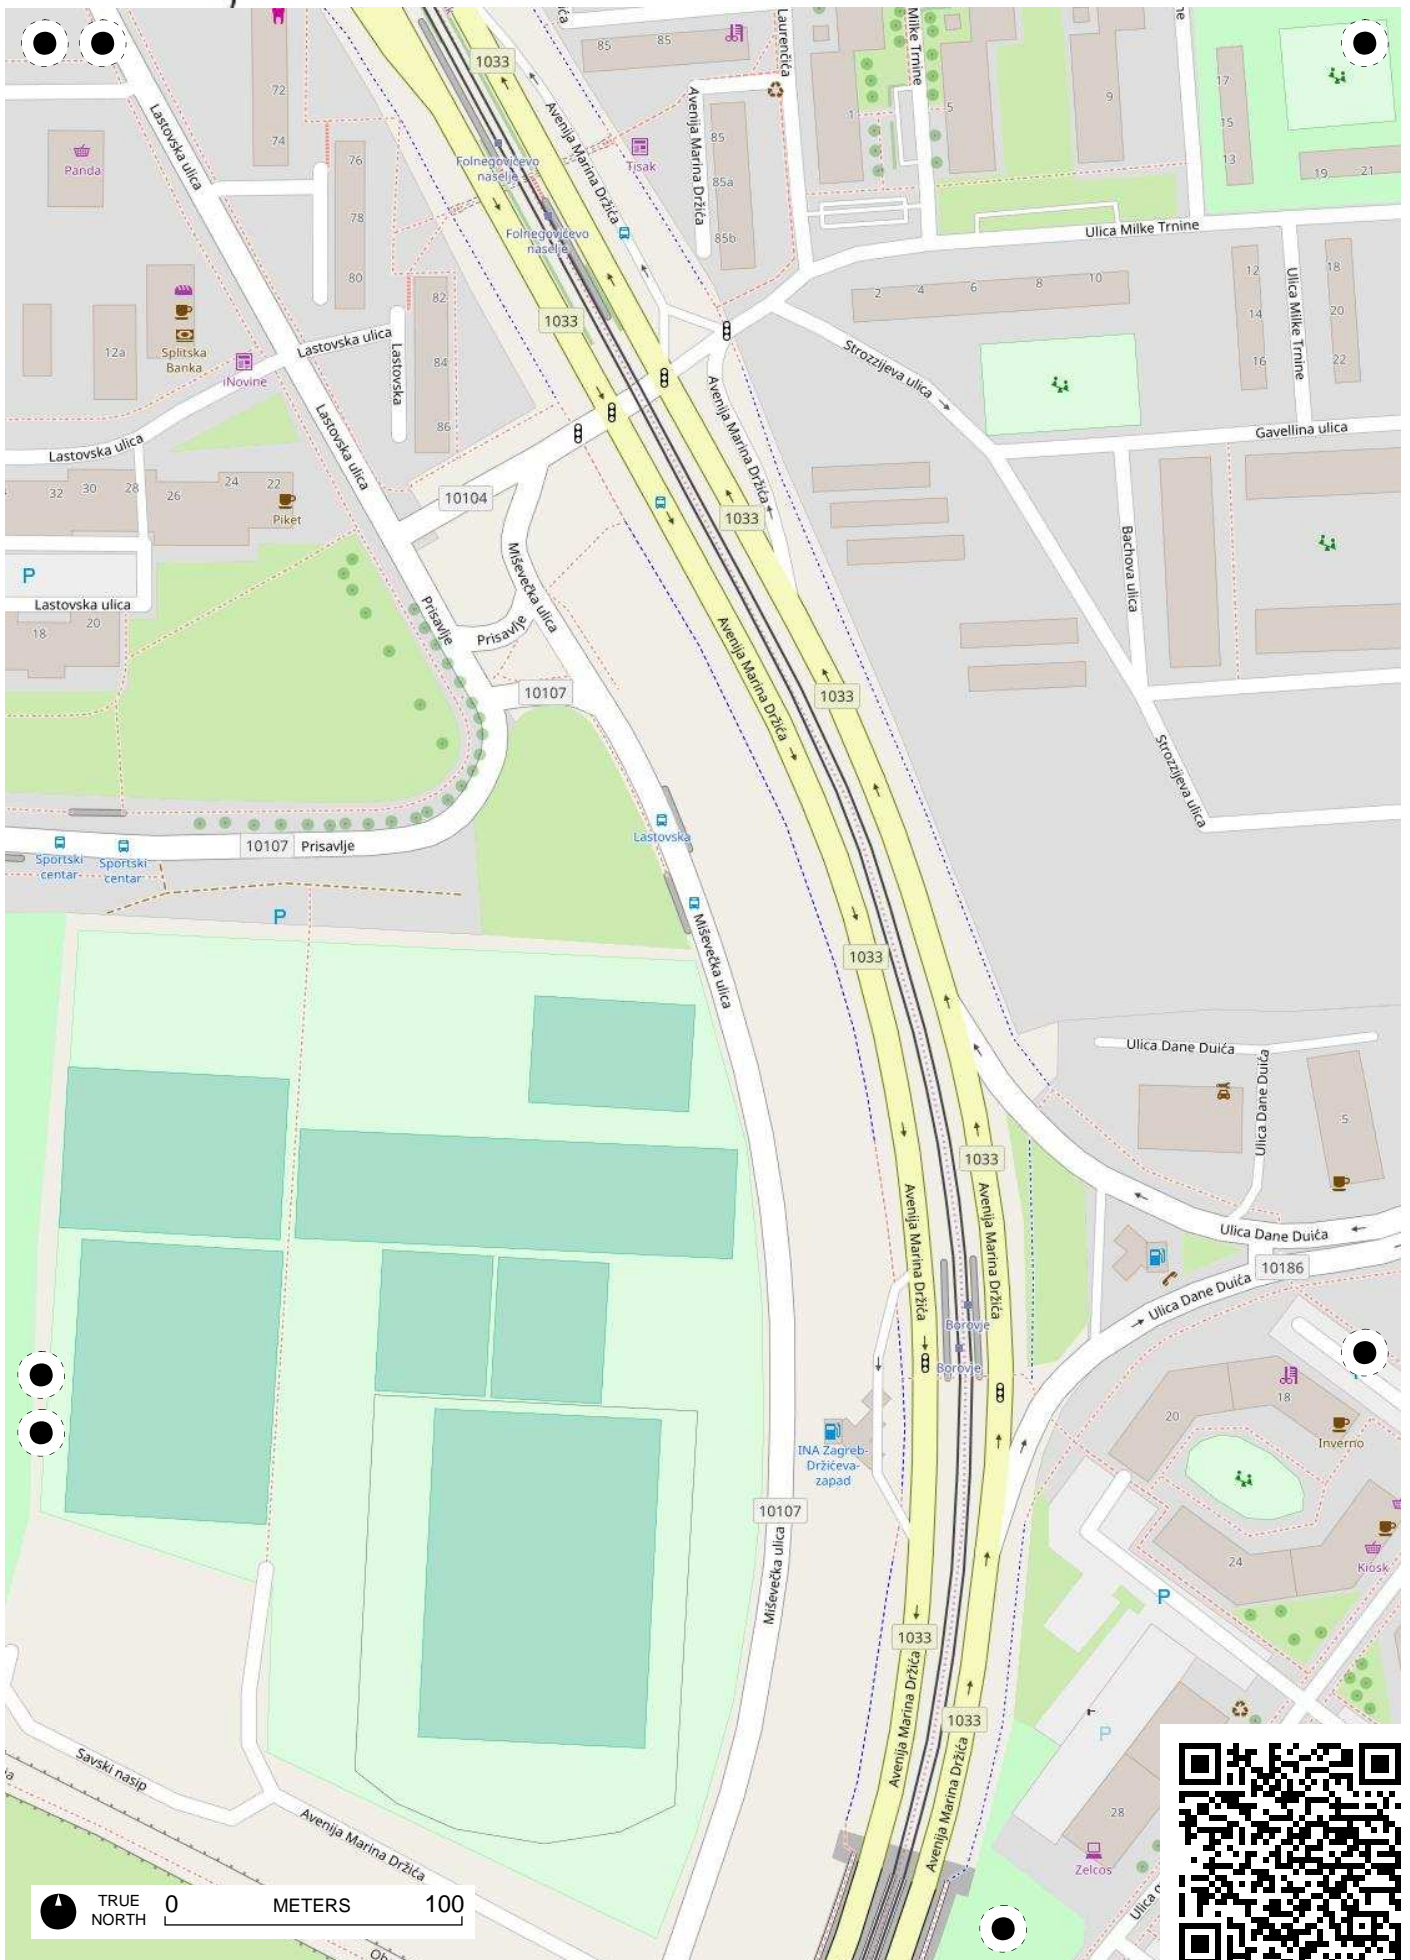 1033
85
85
Laurenčića
Milke Trnine
5
9
1
17
15
13
19
21
72
74
76
78
80
Panda
Lastovska ulica
Folnegovićevo
naselje
Folnegovićevo
naselje
Avenija Marina Držića
Tisak
Avenija Marina Držića
85
85a
85b
Ulica Milke Trnine
2
4
6
8
10
12
14
16
18
20
22
Ulica Milke Trnine
1033
82
84
86
12a
Splitska
Banka
iNovine
Lastovska ulica
Lastovska
Lastovska ulica
Lastovska ulica
Strozzijeva ulica
Avenija Marina Držića
Gavellina ulica
32
30
28
26
24
22
Piket
10104
1033
Bachova ulica
P
Lastovska ulica
18
20
Miševečka ulica
Prisavlje
Prisavlje
Avenija Marina Držića
10107
1033
Strozzijeva ulica
Lastovska
10107
Prisavlje
Sportski
centar
Sportski
centar
P
Miševečka ulica
1033
Ulica Dane Duića
Ulica Dane Duića
5
1033
Avenija Marina Držića
Avenija Marina Držića
Ulica Dane Duića
10186
Ulica Dane Duića
Borovje
Borovje
18
20
Inverno
INA Zagreb-
Držićeva-
zapad
10107
Miševečka ulica
24
Kiosk
P
1033
Avenija Marina Držića
1033
Avenija Marina Držića
P
28
Zelcos
Savski nasip
Avenija Marina Držića
TRUE
NORTH
0 METERS 100